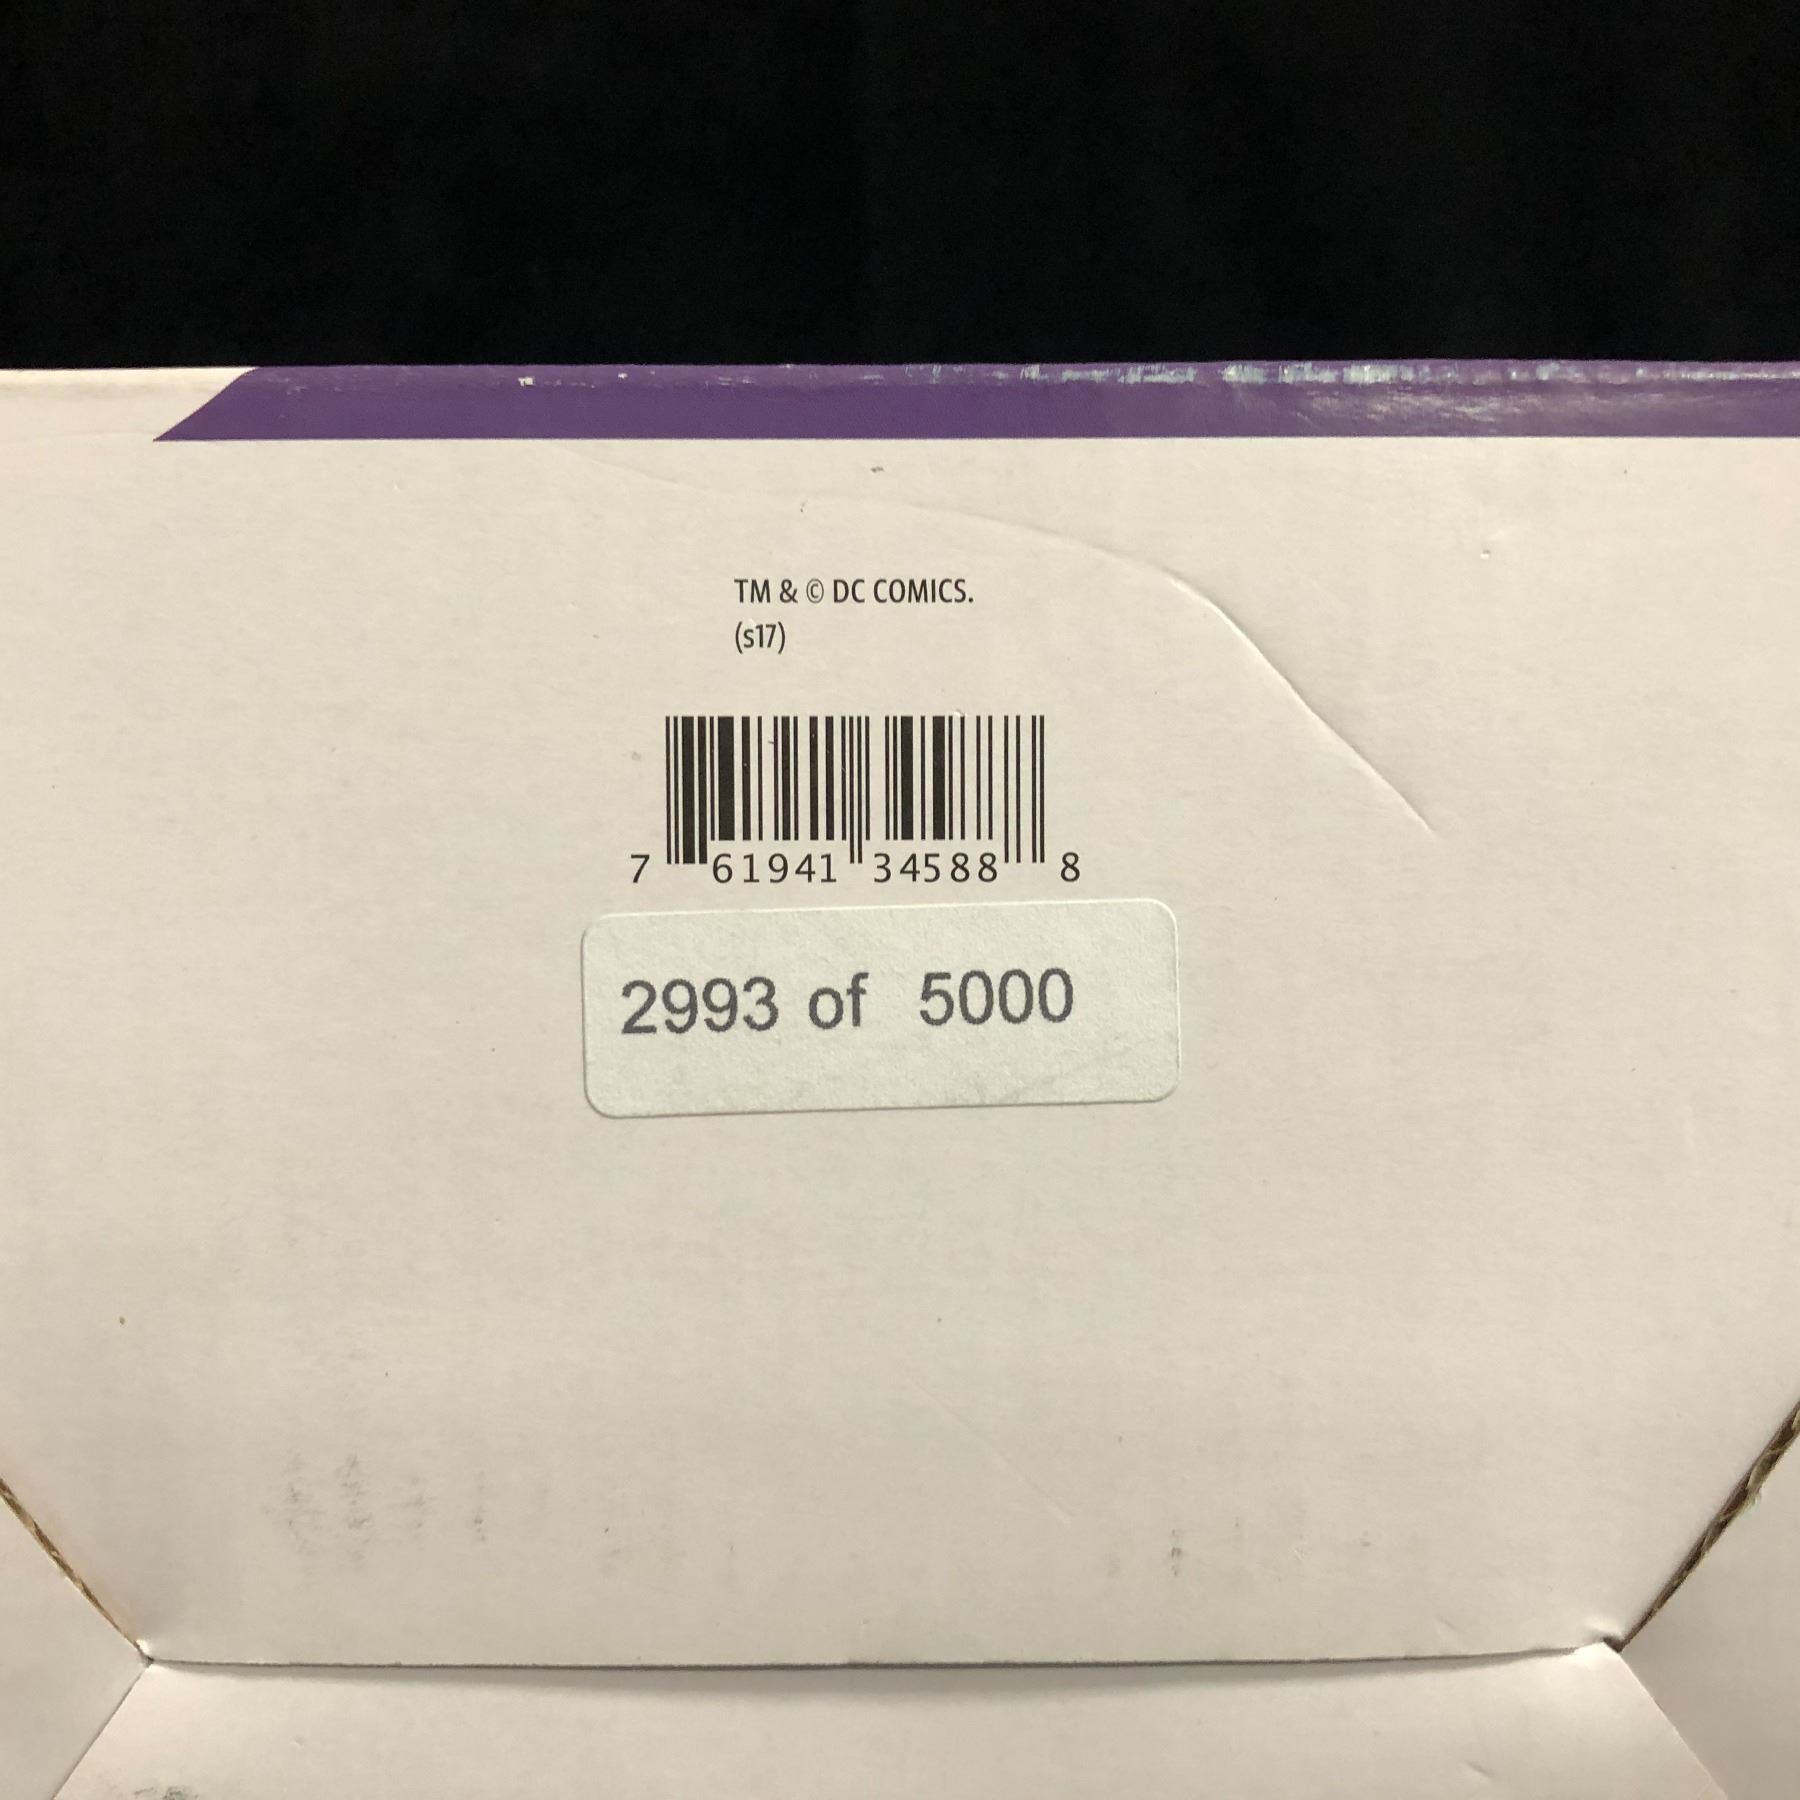 TM & © DC COMICS.
(s17)
7 61941 34588 8
2993 of 5000